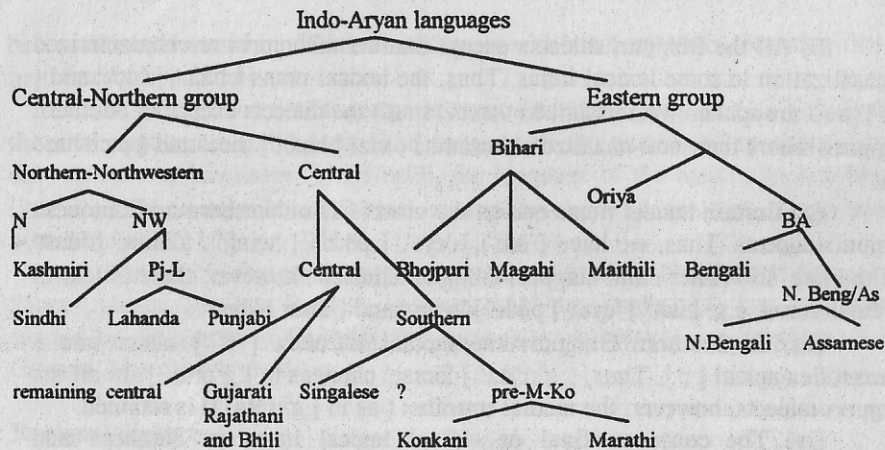 Indo-Aryan languages
Central-Northern group Eastern group
Bihari
Northern-Northwestern Central
Oriya
N NW BA
Kashmiri Pj-L Central Bhojpuri Magahi Maithili Bengali
N. Beng/As
Sindhi Lahanda Punjabi Southern
N.Bengali Assamese
remaining central Gujarati Singalese ? pre-M-Ko
Rajathani
and Bhili Konkani Marathi